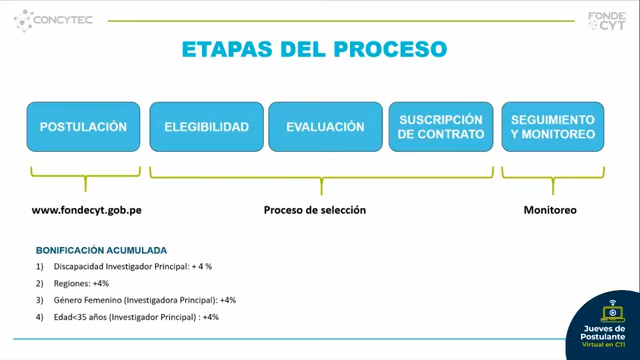 CONCYTEC
FONDE
CYT
ETAPAS DEL PROCESO
POSTULACIÓN
ELEGIBILIDAD
EVALUACIÓN
SUSCRIPCIÓN
DE CONTRATO
SEGUIMIENTO
Y MONITOREO
www.fondecyt.gob.pe
Proceso de selección
Monitoreo
BONIFICACIÓN ACUMULADA
1) Discapacidad Investigador Principal: + 4 %
2) Regiones: +4%
3) Género Femenino (Investigadora Principal): +4%
4) Edad<35 años (Investigador Principal) : +4%
Jueves de
Postulante
Virtual en CTI